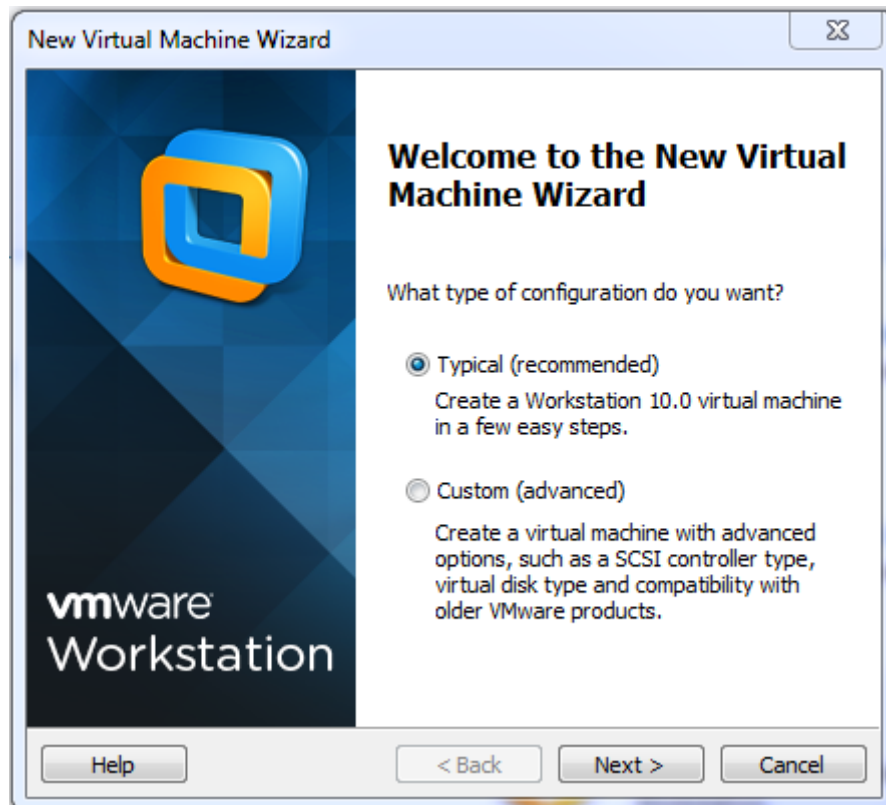 New Virtual Machine Wizard
Welcome to the New Virtual
Machine Wizard
What type of configuration do you want?
Typical (recommended)
Create a Workstation 10.0 virtual machine
in a few easy steps.
Custom (advanced)
Create a virtual machine with advanced
options, such as a SCSI controller type,
virtual disk type and compatibility with
older VMware products.
vmware
Workstation
Help
< Back
Next >
Cancel